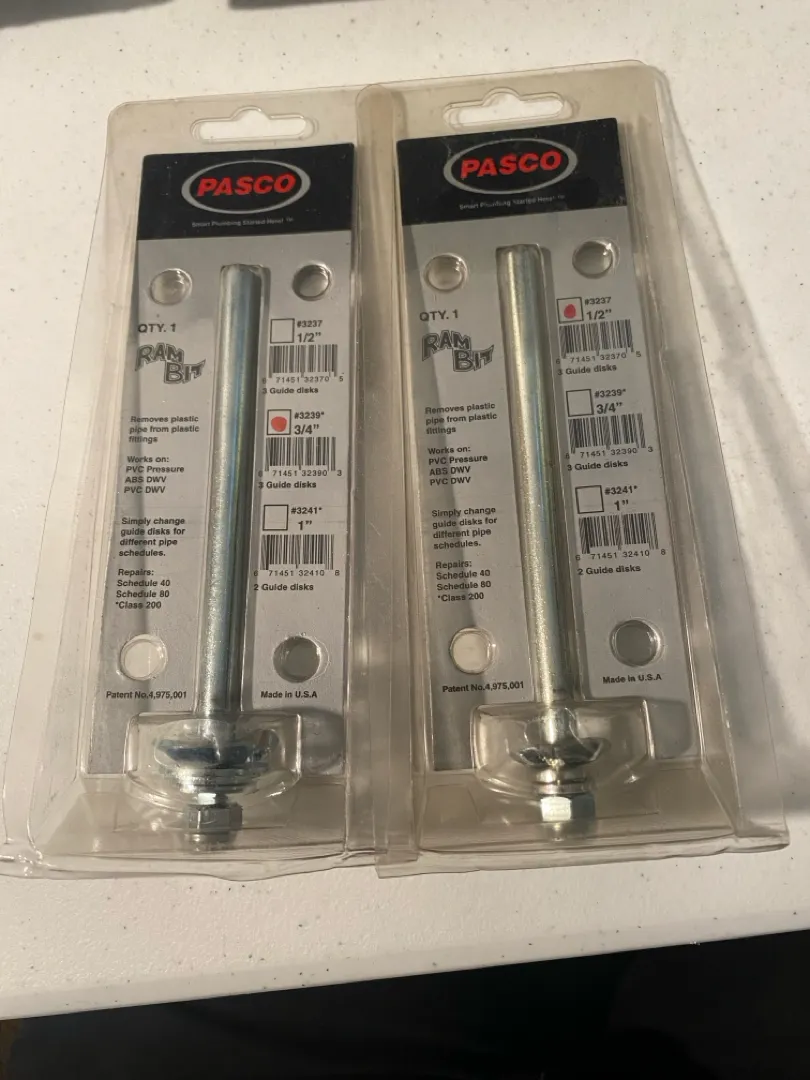 PASCO
Smart Plumbing Started Here! ™
QTY. 1
RAM
BIT
#3237
1/2"
6 71451 32370 5
3 Guide disks
#3239*
3/4"
6 71451 32390 3
3 Guide disks
#3241*
1"
6 71451 32410 8
2 Guide disks
Removes plastic
pipe from plastic
fittings
Works on:
PVC Pressure
ABS DWV
PVC DWV
Simply change
guide disks for
different pipe
schedules.
Repairs:
Schedule 40
Schedule 80
*Class 200
Patent No.4,975,001
Made in U.S.A
PASCO
Smart Plumbing Started Here! ™
QTY. 1
RAM
BIT
#3237
1/2"
6 71451 32370 5
3 Guide disks
#3239*
3/4"
6 71451 32390 3
3 Guide disks
#3241*
1"
6 71451 32410 8
2 Guide disks
Removes plastic
pipe from plastic
fittings
Works on:
PVC Pressure
ABS DWV
PVC DWV
Simply change
guide disks for
different pipe
schedules.
Repairs:
Schedule 40
Schedule 80
*Class 200
Patent No.4,975,001
Made in U.S.A